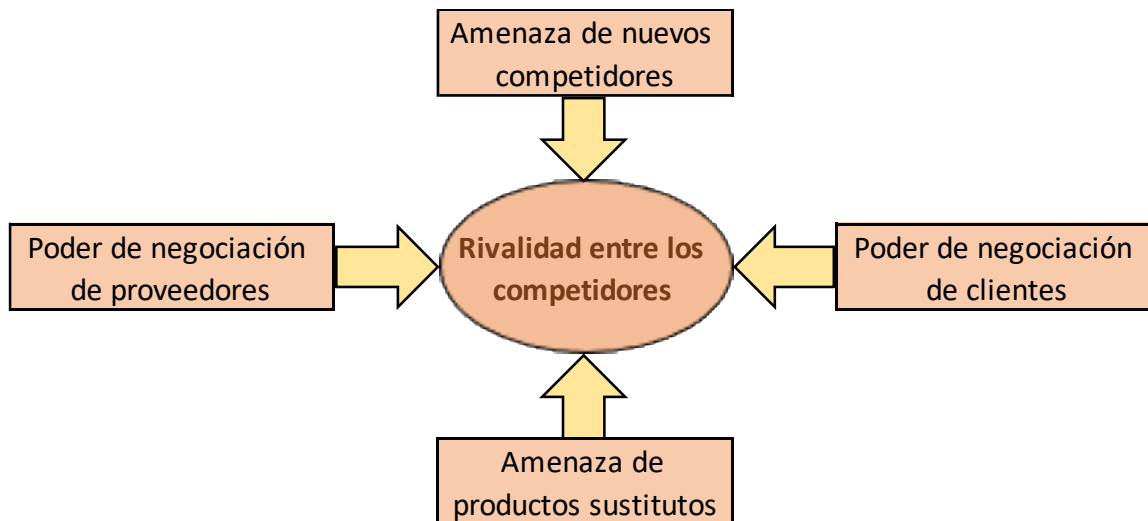 Amenaza de nuevos
competidores
Poder de negociación
de proveedores
Rivalidad entre los
competidores
Poder de negociación
de clientes
Amenaza de
productos sustitutos